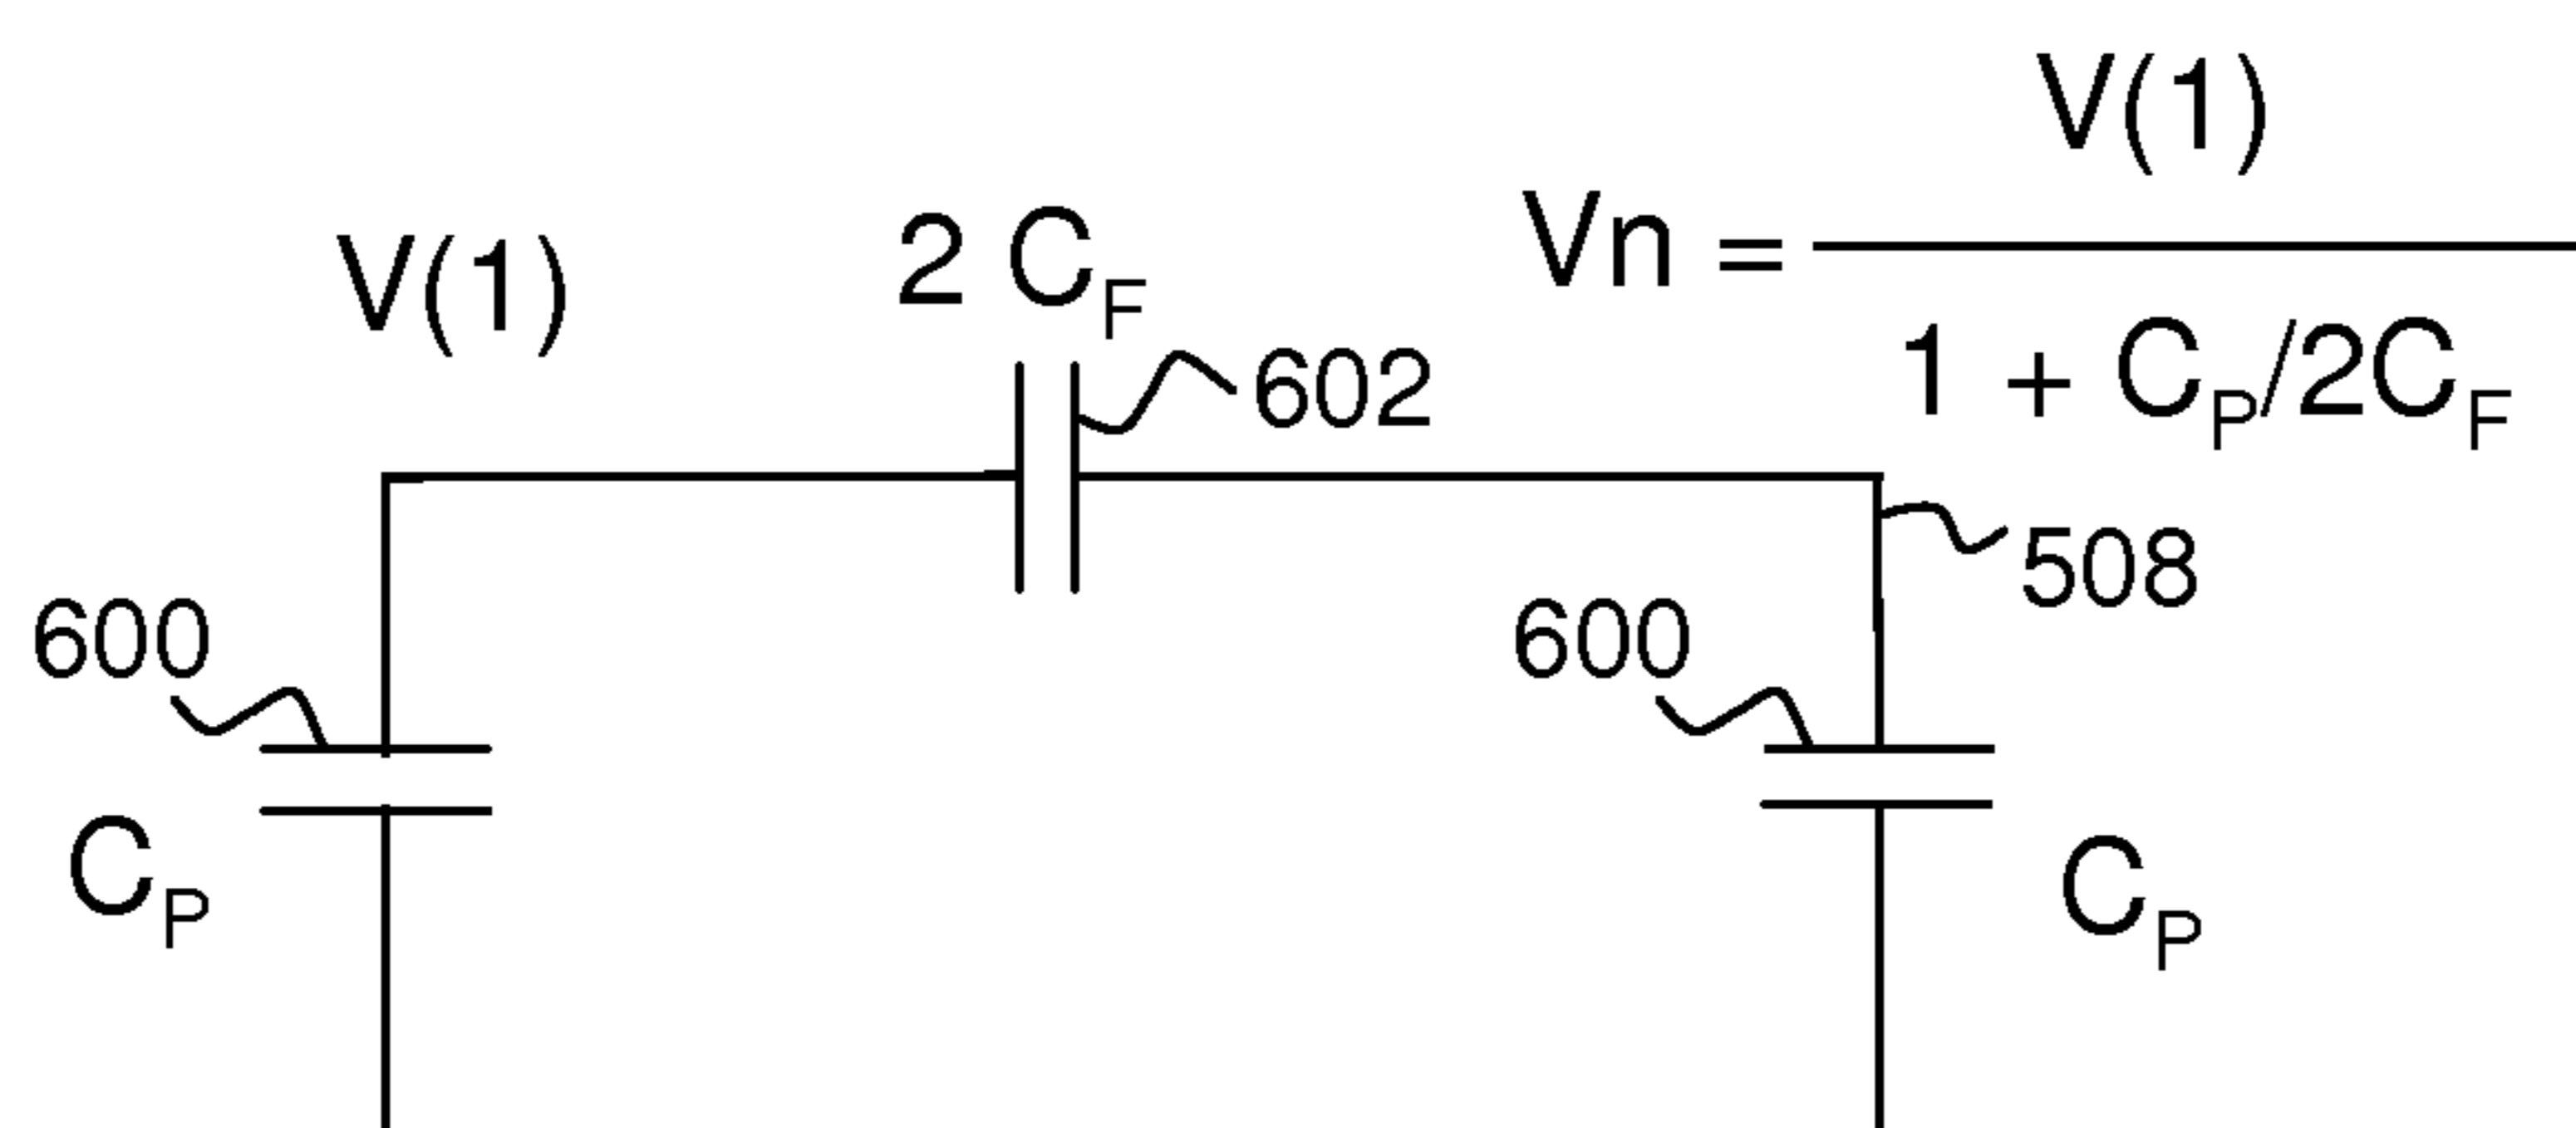 V(1)
Vn =
1 + C_P/2C_F
V(1)
2 C_F
602
508
600
600
C_P
C_P